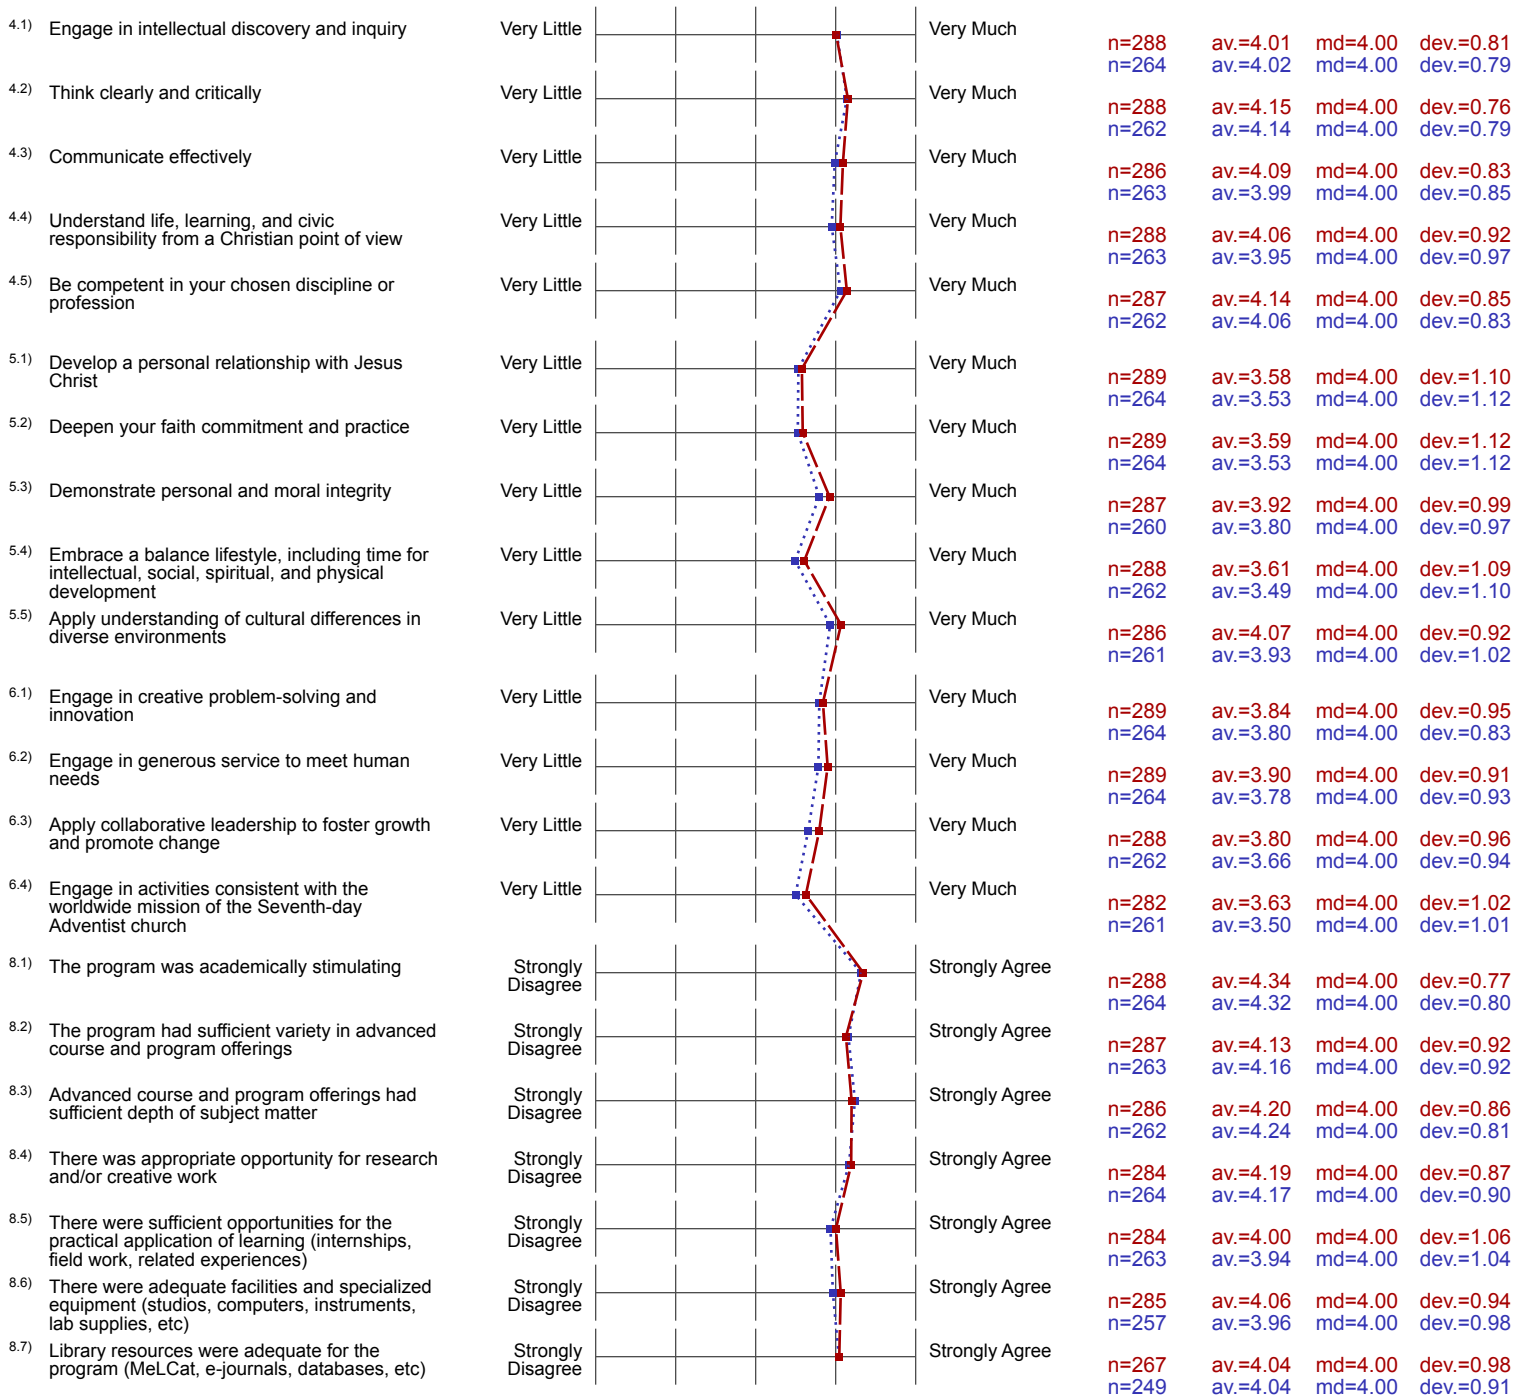 4.1) Engage in intellectual discovery and inquiry Very Little Very Much
n=288 av.=4.01 md=4.00 dev.=0.81
n=264 av.=4.02 md=4.00 dev.=0.79
4.2) Think clearly and critically Very Little Very Much
n=288 av.=4.15 md=4.00 dev.=0.76
n=262 av.=4.14 md=4.00 dev.=0.79
4.3) Communicate effectively Very Little Very Much
n=286 av.=4.09 md=4.00 dev.=0.83
n=263 av.=3.99 md=4.00 dev.=0.85
4.4) Understand life, learning, and civic Very Little Very Much
responsibility from a Christian point of view
n=288 av.=4.06 md=4.00 dev.=0.92
n=263 av.=3.95 md=4.00 dev.=0.97
4.5) Be competent in your chosen discipline or Very Little Very Much
profession
n=287 av.=4.14 md=4.00 dev.=0.85
n=262 av.=4.06 md=4.00 dev.=0.83
5.1) Develop a personal relationship with Jesus Very Little Very Much
Christ
n=289 av.=3.58 md=4.00 dev.=1.10
n=264 av.=3.53 md=4.00 dev.=1.12
5.2) Deepen your faith commitment and practice Very Little Very Much
n=289 av.=3.59 md=4.00 dev.=1.12
n=264 av.=3.53 md=4.00 dev.=1.12
5.3) Demonstrate personal and moral integrity Very Little Very Much
n=287 av.=3.92 md=4.00 dev.=0.99
n=260 av.=3.80 md=4.00 dev.=0.97
5.4) Embrace a balance lifestyle, including time for Very Little Very Much
intellectual, social, spiritual, and physical
development
n=288 av.=3.61 md=4.00 dev.=1.09
n=262 av.=3.49 md=4.00 dev.=1.10
5.5) Apply understanding of cultural differences in Very Little Very Much
diverse environments
n=286 av.=4.07 md=4.00 dev.=0.92
n=261 av.=3.93 md=4.00 dev.=1.02
6.1) Engage in creative problem-solving and Very Little Very Much
innovation
n=289 av.=3.84 md=4.00 dev.=0.95
n=264 av.=3.80 md=4.00 dev.=0.83
6.2) Engage in generous service to meet human Very Little Very Much
needs
n=289 av.=3.90 md=4.00 dev.=0.91
n=264 av.=3.78 md=4.00 dev.=0.93
6.3) Apply collaborative leadership to foster growth Very Little Very Much
and promote change
n=288 av.=3.80 md=4.00 dev.=0.96
n=262 av.=3.66 md=4.00 dev.=0.94
6.4) Engage in activities consistent with the Very Little Very Much
worldwide mission of the Seventh-day
Adventist church
n=282 av.=3.63 md=4.00 dev.=1.02
n=261 av.=3.50 md=4.00 dev.=1.01
8.1) The program was academically stimulating Strongly Strongly Agree
Disagree
n=288 av.=4.34 md=4.00 dev.=0.77
n=264 av.=4.32 md=4.00 dev.=0.80
8.2) The program had sufficient variety in advanced Strongly Strongly Agree
course and program offerings Disagree
n=287 av.=4.13 md=4.00 dev.=0.92
n=263 av.=4.16 md=4.00 dev.=0.92
8.3) Advanced course and program offerings had Strongly Strongly Agree
sufficient depth of subject matter Disagree
n=286 av.=4.20 md=4.00 dev.=0.86
n=262 av.=4.24 md=4.00 dev.=0.81
8.4) There was appropriate opportunity for research Strongly Strongly Agree
and/or creative work Disagree
n=284 av.=4.19 md=4.00 dev.=0.87
n=264 av.=4.17 md=4.00 dev.=0.90
8.5) There were sufficient opportunities for the Strongly Strongly Agree
practical application of learning (internships, Disagree
field work, related experiences)
n=284 av.=4.00 md=4.00 dev.=1.06
n=263 av.=3.94 md=4.00 dev.=1.04
8.6) There were adequate facilities and specialized Strongly Strongly Agree
equipment (studios, computers, instruments, Disagree
lab supplies, etc)
n=285 av.=4.06 md=4.00 dev.=0.94
n=257 av.=3.96 md=4.00 dev.=0.98
8.7) Library resources were adequate for the Strongly Strongly Agree
program (MeLCat, e-journals, databases, etc) Disagree
n=267 av.=4.04 md=4.00 dev.=0.98
n=249 av.=4.04 md=4.00 dev.=0.91